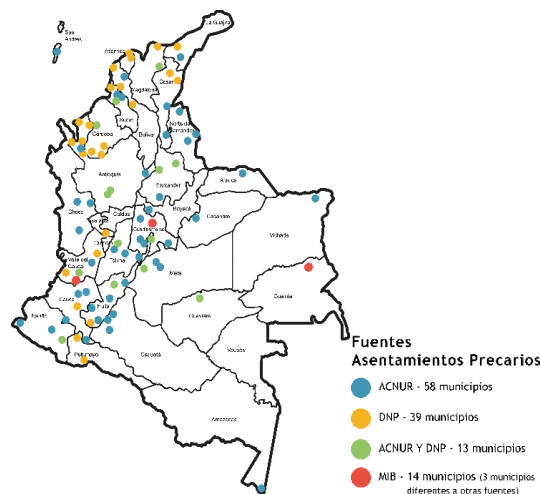 La Guajira
San
Andrés
Atlántico
Magdalena
Cesar
Sucre
Norte de
Santander
Córdoba
Bolívar
Antioquia
Santander
Arauca
Chocó
Caldas
Boyacá
Casanare
Cundinamarca
Vichada
Tolima
Valle del
Cauca
Meta
Guainía
Cauca
Huila
Guaviare
Nariño
Vaupés
Putumayo
Caquetá
Amazonas
Fuentes
Asentamientos Precarios
ACNUR - 58 municipios
DNP - 39 municipios
ACNUR Y DNP - 13 municipios
MIB - 14 municipios (3 municipios
diferentes a otras fuentes)